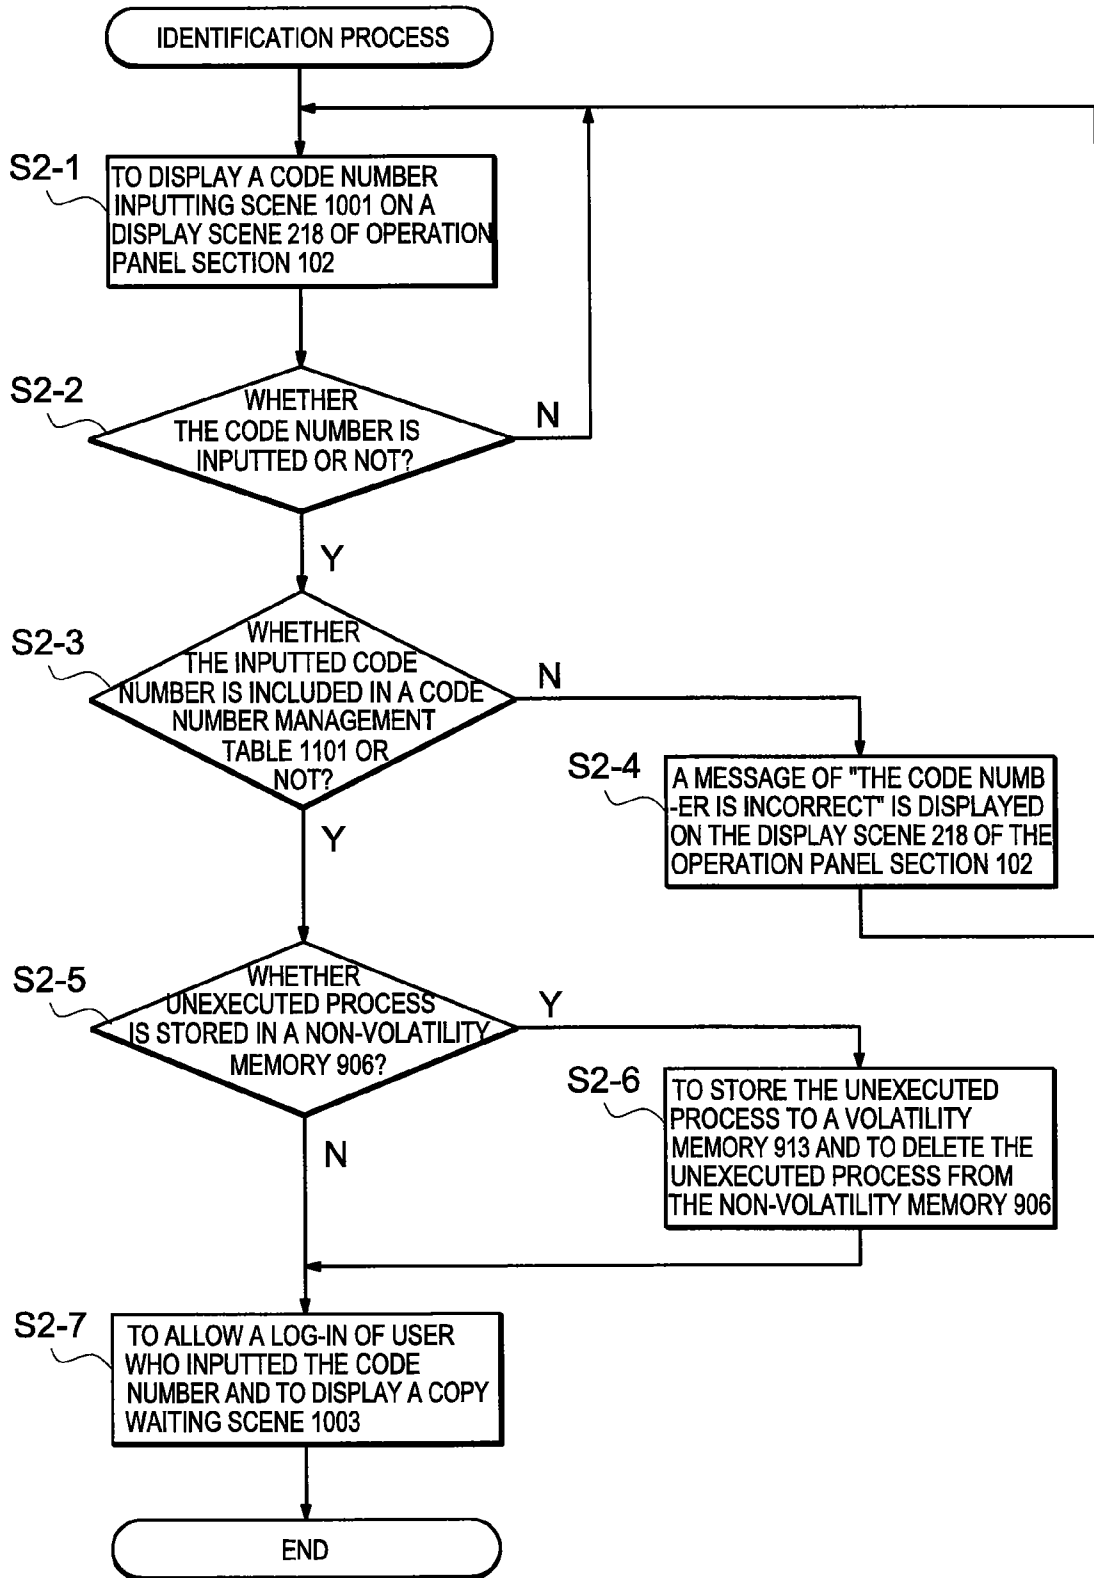 IDENTIFICATION PROCESS
S2-1
TO DISPLAY A CODE NUMBER
INPUTTING SCENE 1001 ON A
DISPLAY SCENE 218 OF OPERATION
PANEL SECTION 102
S2-2
WHETHER
THE CODE NUMBER IS
INPUTTED OR NOT?
N
Y
S2-3
WHETHER
THE INPUTTED CODE
NUMBER IS INCLUDED IN A CODE
NUMBER MANAGEMENT
TABLE 1101 OR
NOT?
N
Y
S2-4
A MESSAGE OF "THE CODE NUMB
-ER IS INCORRECT" IS DISPLAYED
ON THE DISPLAY SCENE 218 OF THE
OPERATION PANEL SECTION 102
S2-5
WHETHER
UNEXECUTED PROCESS
IS STORED IN A NON-VOLATILITY
MEMORY 906?
Y
N
S2-6
TO STORE THE UNEXECUTED
PROCESS TO A VOLATILITY
MEMORY 913 AND TO DELETE THE
UNEXECUTED PROCESS FROM
THE NON-VOLATILITY MEMORY 906
S2-7
TO ALLOW A LOG-IN OF USER
WHO INPUTTED THE CODE
NUMBER AND TO DISPLAY A COPY
WAITING SCENE 1003
END